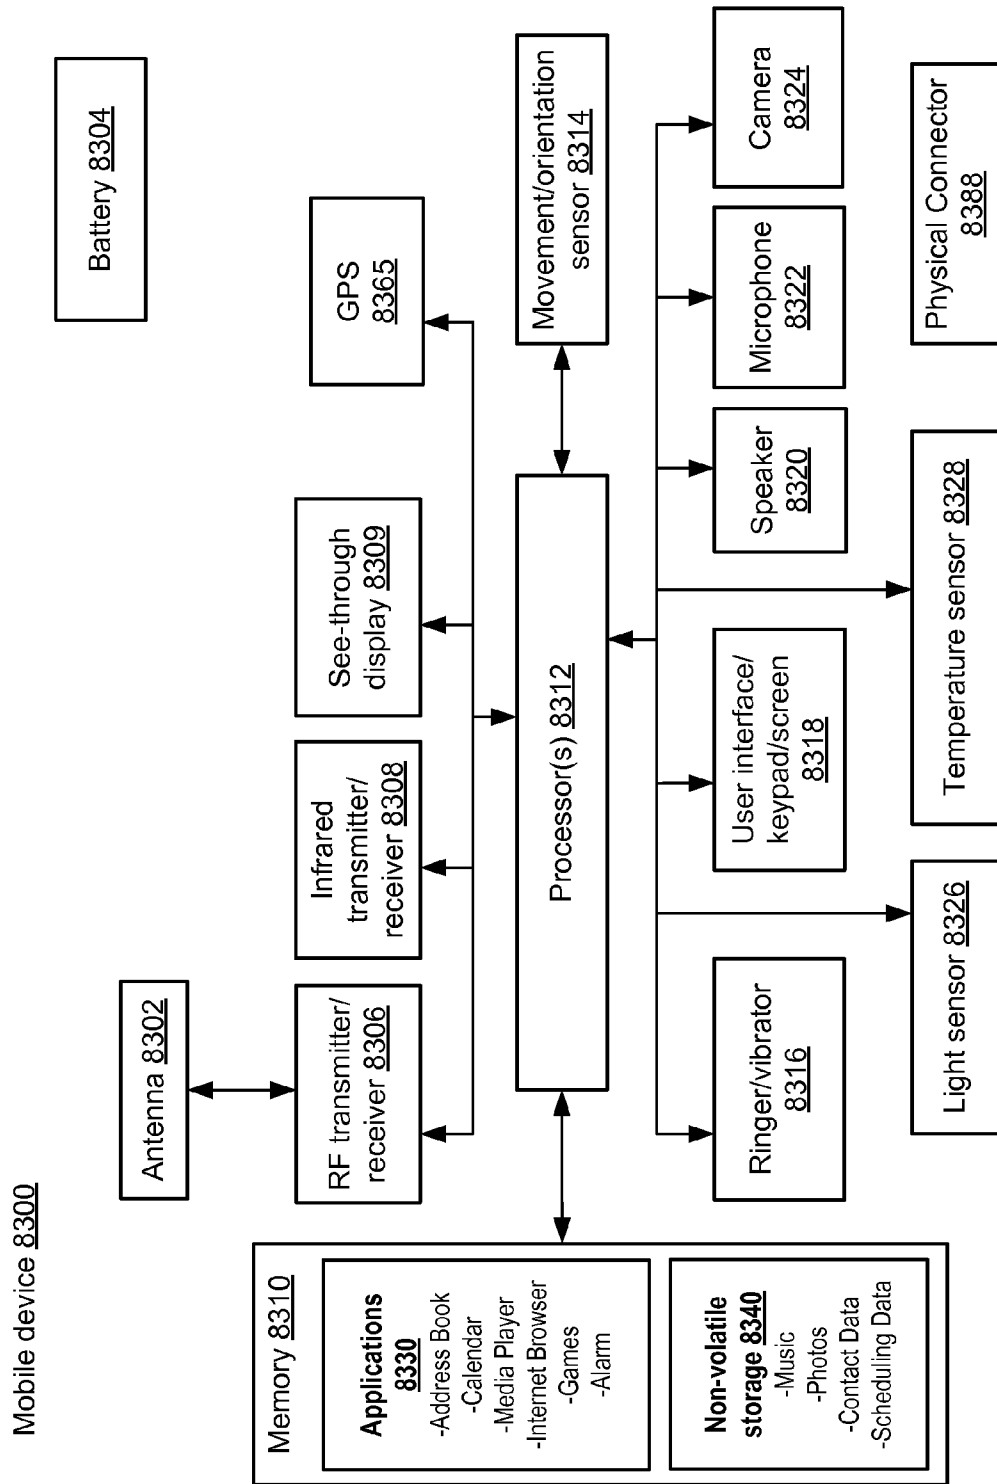 Mobile device 8300
Antenna 8302
Battery 8304
RF transmitter/
receiver 8306
Infrared
transmitter/
receiver 8308
See-through
display 8309
GPS
8365
Memory 8310
Applications
8330
-Address Book
-Calendar
-Media Player
-Internet Browser
-Games
-Alarm
Non-volatile
storage 8340
-Music
-Photos
-Contact Data
-Scheduling Data
Processor(s) 8312
Movement/orientation
sensor 8314
Ringer/vibrator
8316
User interface/
keypad/screen
8318
Speaker
8320
Microphone
8322
Camera
8324
Light sensor 8326
Temperature sensor 8328
Physical Connector
8388